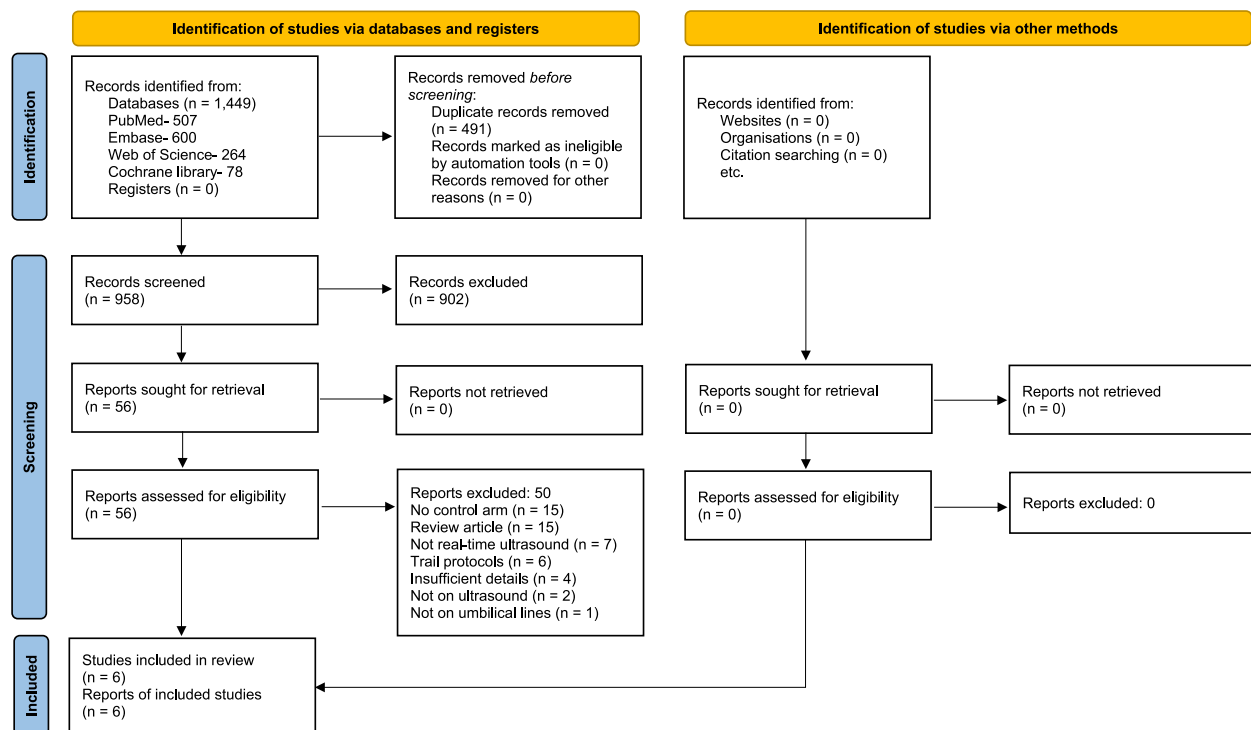 Identification of studies via databases and registers
Identification of studies via other methods
Identification
Records identified from:
Databases (n = 1,449)
PubMed- 507
Embase- 600
Web of Science- 264
Cochrane library- 78
Registers (n = 0)
Records removed before
screening:
Duplicate records removed
(n = 491)
Records marked as ineligible
by automation tools (n = 0)
Records removed for other
reasons (n = 0)
Records identified from:
Websites (n = 0)
Organisations (n = 0)
Citation searching (n = 0)
etc.
Screening
Records screened
(n = 958)
Records excluded
(n = 902)
Reports sought for retrieval
(n = 56)
Reports not retrieved
(n = 0)
Reports sought for retrieval
(n = 0)
Reports not retrieved
(n = 0)
Reports assessed for eligibility
(n = 56)
Reports excluded: 50
No control arm (n = 15)
Review article (n = 15)
Not real-time ultrasound (n = 7)
Trail protocols (n = 6)
Insufficient details (n = 4)
Not on ultrasound (n = 2)
Not on umbilical lines (n = 1)
Reports assessed for eligibility
(n = 0)
Reports excluded: 0
Included
Studies included in review
(n = 6)
Reports of included studies
(n = 6)